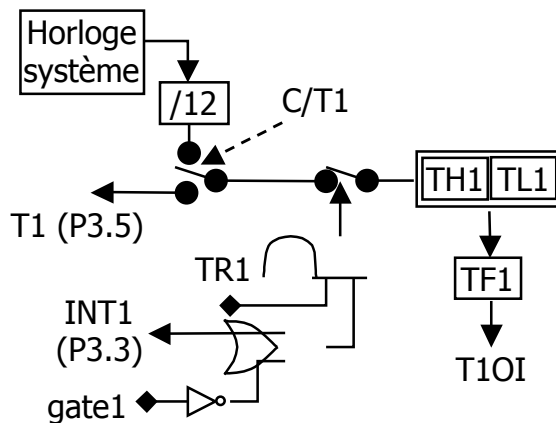 Horloge
système
/12
C/T1
TH1 TL1
T1 (P3.5)
TR1
TF1
INT1
(P3.3)
T1OI
gate1